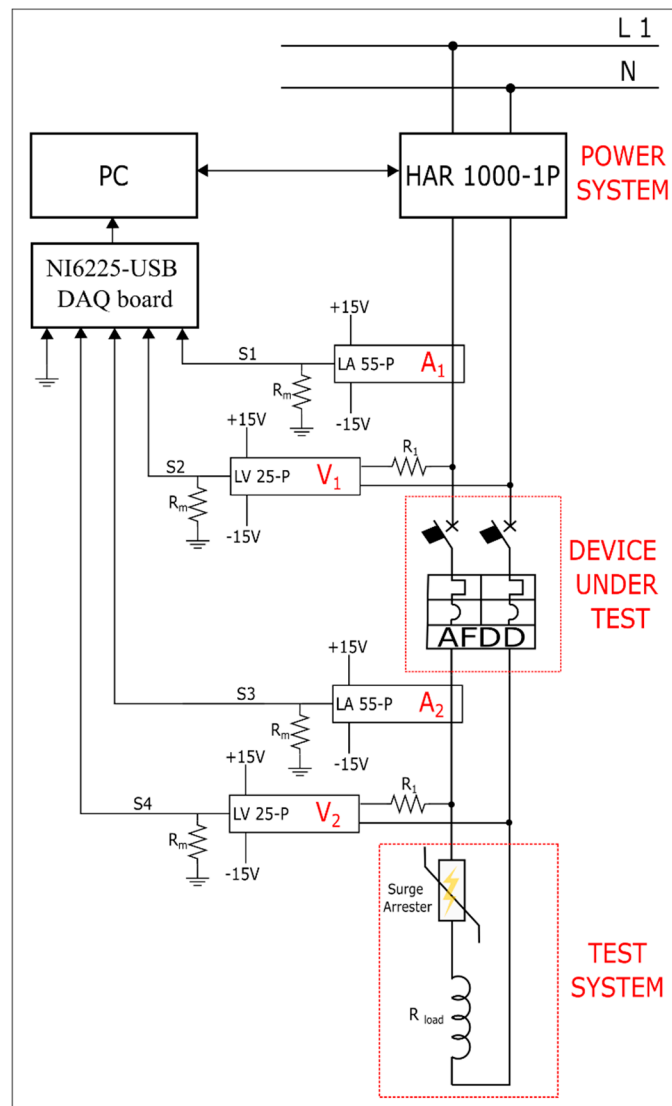 L 1
N
PC
HAR 1000-1P
POWER
SYSTEM
NI6225-USB
DAQ board
+15V
S1
LA 55-P
A1
Rm
-15V
+15V
R1
S2
LV 25-P
V1
Rm
-15V
DEVICE
UNDER
TEST
AFDD
+15V
S3
LA 55-P
A2
Rm
-15V
+15V
R1
S4
LV 25-P
V2
Rm
-15V
Surge
Arrester
TEST
SYSTEM
R load